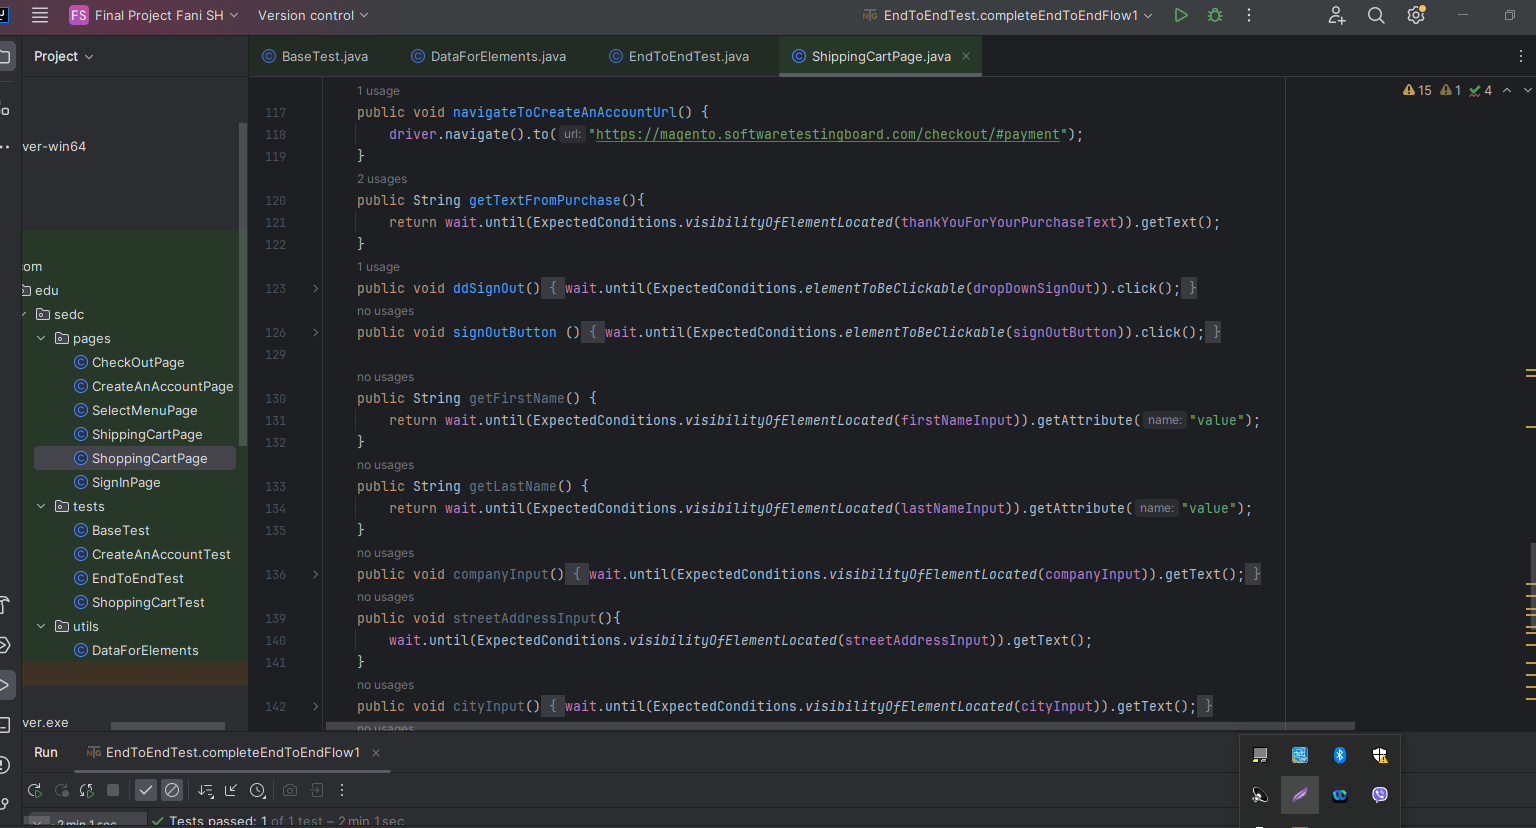 FS Final Project Fani SH Version control EndToEndTest.completeEndToEndFlow1
Project
BaseTest.java DataForElements.java EndToEndTest.java ShippingCartPage.java
15 1 4
ver-win64
com
edu
sedc
pages
CheckOutPage
CreateAnAccountPage
SelectMenuPage
ShippingCartPage
ShoppingCartPage
SignInPage
tests
BaseTest
CreateAnAccountTest
EndToEndTest
ShoppingCartTest
utils
DataForElements
ver.exe
1 usage
117 public void navigateToCreateAnAccountUrl() {
118 driver.navigate().to( url: "https://magento.softwaretestingboard.com/checkout/#payment");
119 }
2 usages
120 public String getTextFromPurchase(){
121 return wait.until(ExpectedConditions.visibilityOfElementLocated(thankYouForYourPurchaseText)).getText();
122 }
1 usage
123 public void ddSignOut() { wait.until(ExpectedConditions.elementToBeClickable(dropDownSignOut)).click(); }
no usages
126 public void signOutButton () { wait.until(ExpectedConditions.elementToBeClickable(signOutButton)).click(); }
129
no usages
130 public String getFirstName() {
131 return wait.until(ExpectedConditions.visibilityOfElementLocated(firstNameInput)).getAttribute( name: "value");
132 }
no usages
133 public String getLastName() {
134 return wait.until(ExpectedConditions.visibilityOfElementLocated(lastNameInput)).getAttribute( name: "value");
135 }
no usages
136 public void companyInput() { wait.until(ExpectedConditions.visibilityOfElementLocated(companyInput)).getText(); }
no usages
139 public void streetAddressInput(){
140 wait.until(ExpectedConditions.visibilityOfElementLocated(streetAddressInput)).getText();
141 }
no usages
142 public void cityInput() { wait.until(ExpectedConditions.visibilityOfElementLocated(cityInput)).getText(); }
no usages
Run EndToEndTest.completeEndToEndFlow1
2 min 1 sec Tests passed: 1 of 1 test – 2 min 1 sec